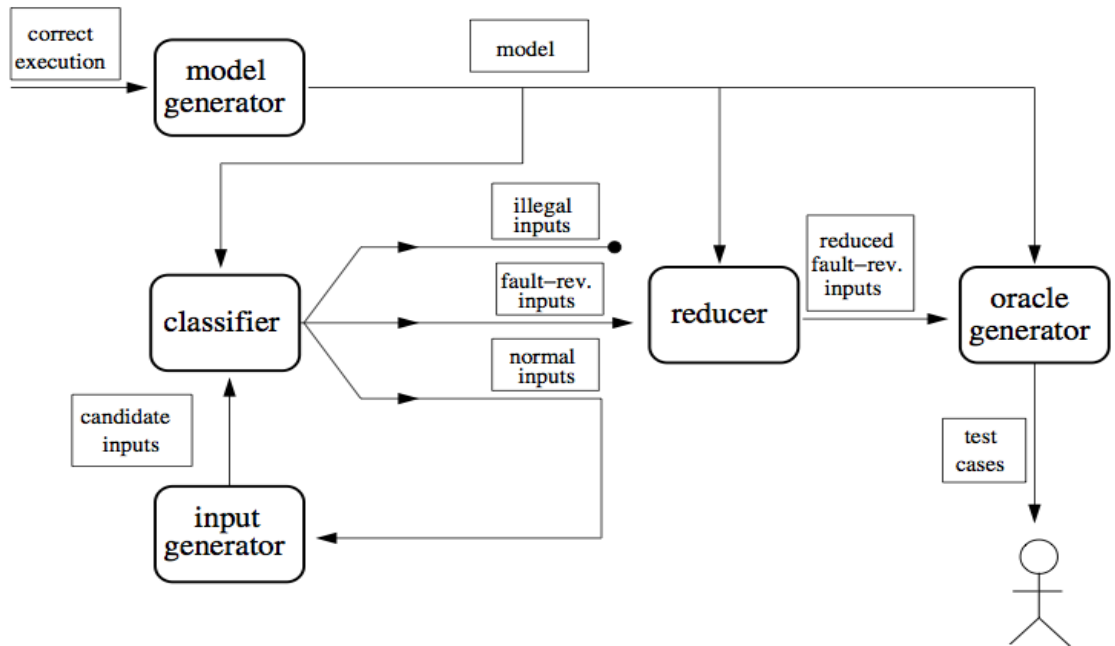 correct
execution
model
generator
model
illegal
inputs
fault-rev.
inputs
normal
inputs
classifier
reducer
reduced
fault-rev.
inputs
oracle
generator
candidate
inputs
input
generator
test
cases